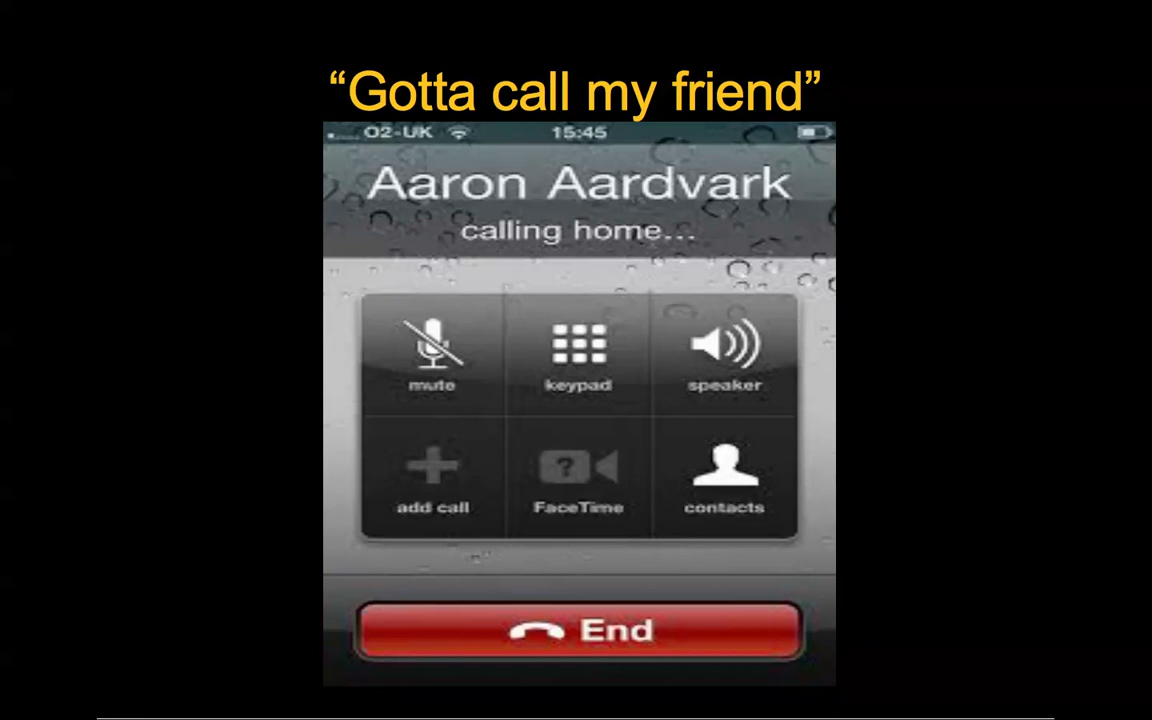 “Gotta call my friend”
O2-UK 15:45
Aaron Aardvark
calling home...
mute keypad speaker
?
add call FaceTime contacts
End